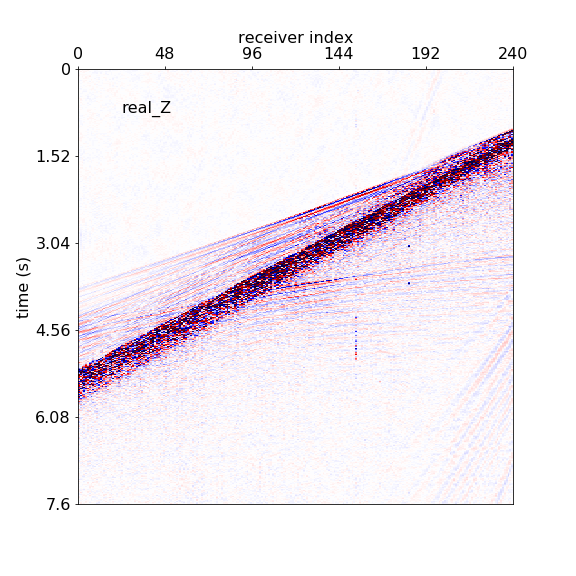 receiver index
0 48 96 144 192 240
0
real_Z
1.52
3.04
time (s)
4.56
6.08
7.6